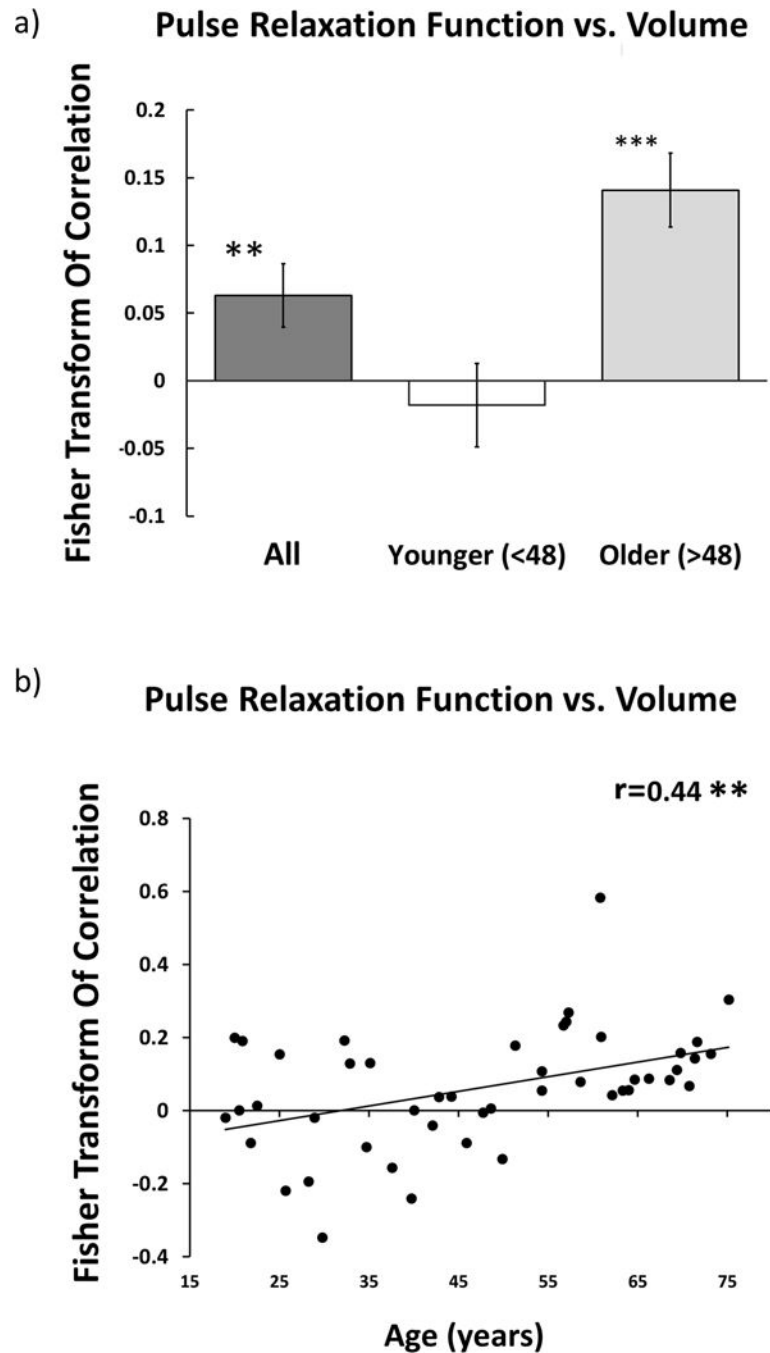 a)
Pulse Relaxation Function vs. Volume
Fisher Transform Of Correlation
0.2
0.15
0.1
0.05
0
-0.05
-0.1
**
***
All
Younger (<48)
Older (>48)
b)
Pulse Relaxation Function vs. Volume
r=0.44 **
Fisher Transform Of Correlation
0.8
0.6
0.4
0.2
0
-0.2
-0.4
15 25 35 45 55 65 75
Age (years)